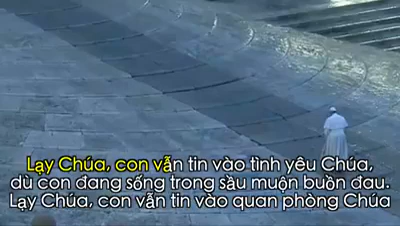 Lạy Chúa, con vẫn tin vào tình yêu Chúa,
dù con đang sống trong sầu muộn buồn đau.
Lạy Chúa, con vẫn tin vào quan phòng Chúa